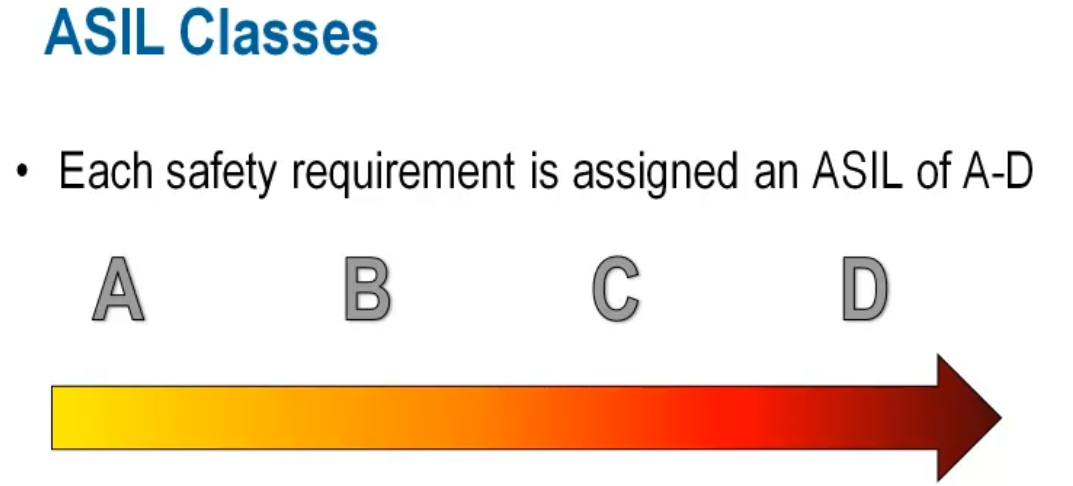 ASIL Classes
• Each safety requirement is assigned an ASIL of A-D
A B C D